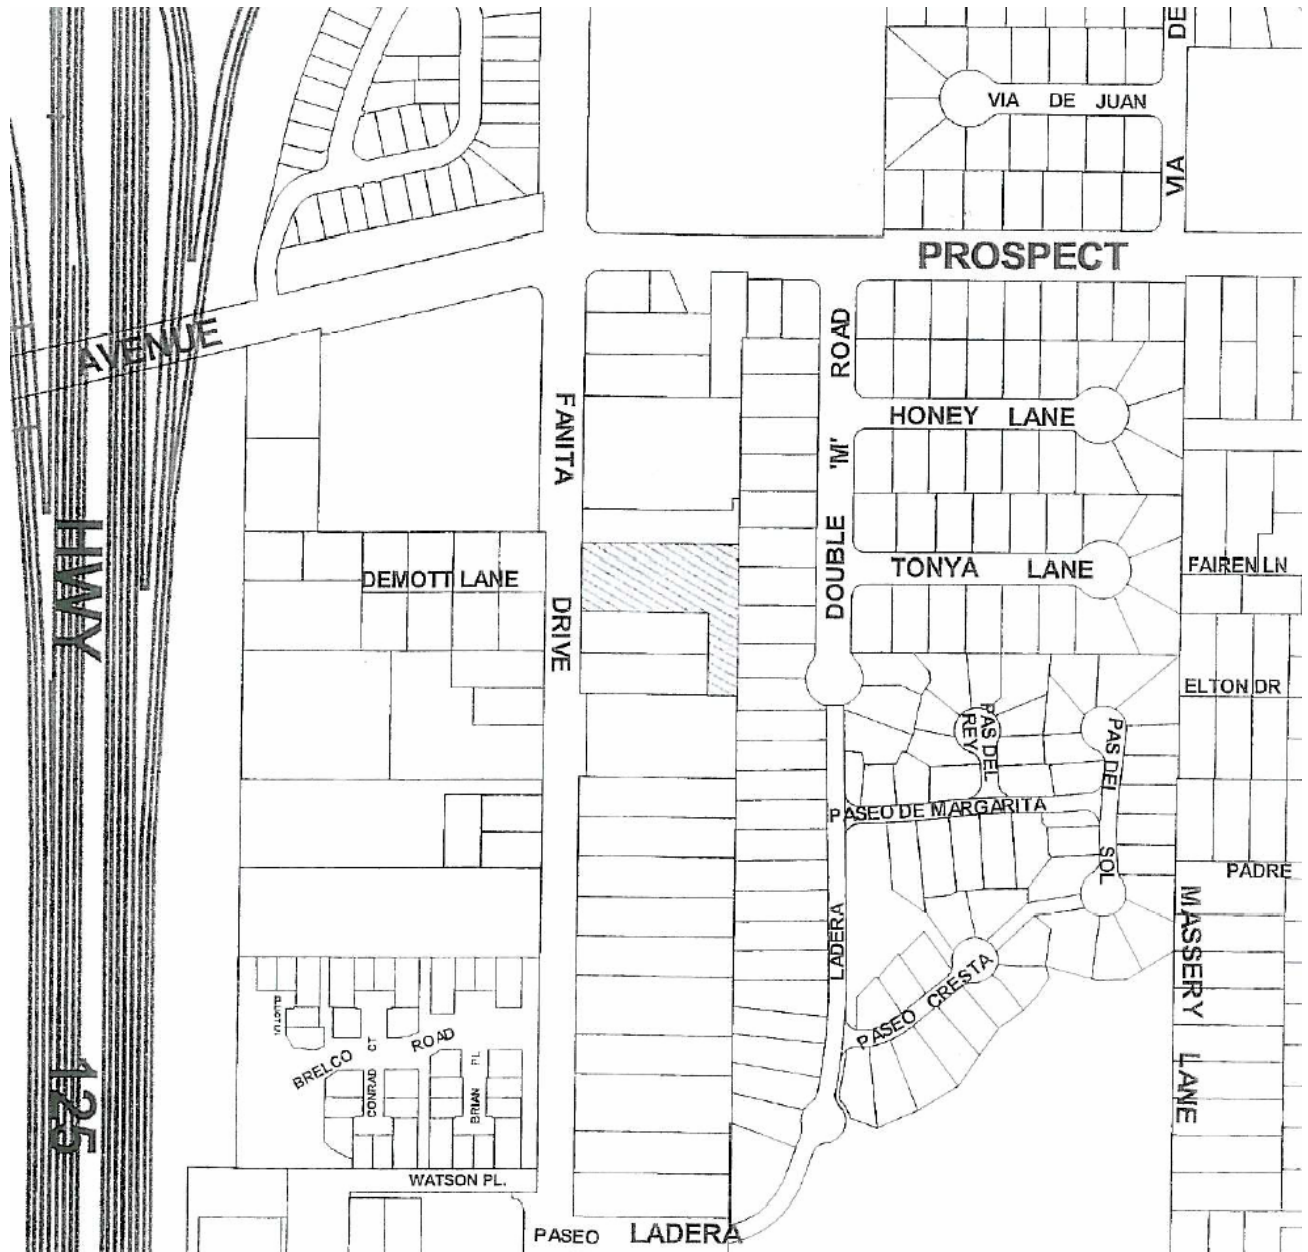 DE
VIA DE JUAN
VIA
PROSPECT
AVENUE
ROAD
FANITA
HONEY LANE
'M'
DOUBLE
HWY
TONYA LANE
FAIREN LN
DEMOTT LANE
DRIVE
ELTON DR
PAS DEL
REY
PAS DEL
SOL
PASEO DE MARGARITA
PADRE
MASSERY
LADERA
PASEO CRESTA
ROAD
BRELCO
CT
CONRAD
PL
BRIAN
LANE
125
WATSON PL.
PASEO LADERA